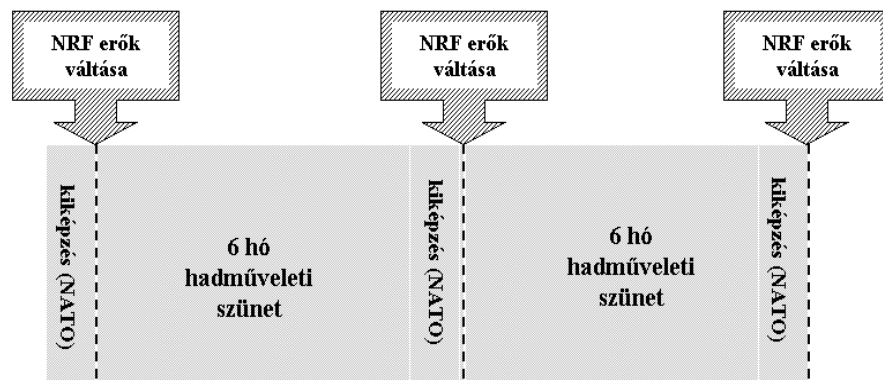 NRF erők
váltása
NRF erők
váltása
NRF erők
váltása
kiképzés (NATO)
6 hó
hadműveleti
szünet
kiképzés (NATO)
6 hó
hadműveleti
szünet
kiképzés (NATO)